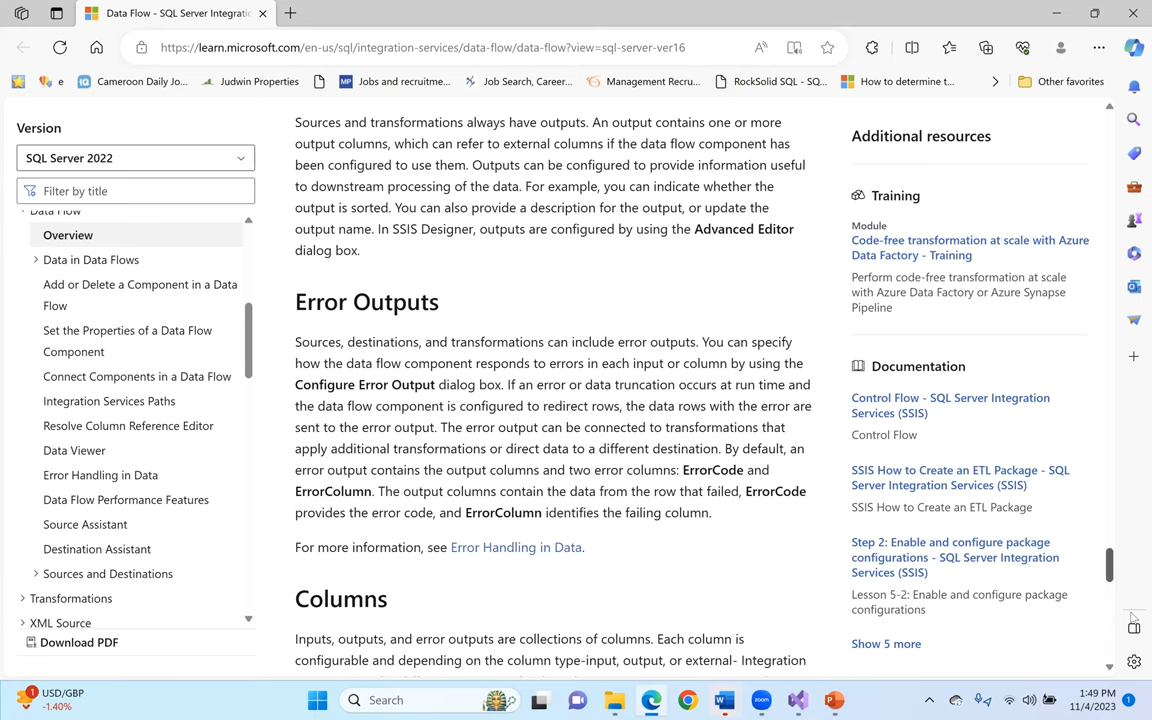 Data Flow - SQL Server Integratio
https://learn.microsoft.com/en-us/sql/integration-services/data-flow/data-flow?view=sql-server-ver16
e
Cameroon Daily Jo...
Judwin Properties
MP
Jobs and recruitme...
Job Search, Career...
Management Recru...
RockSolid SQL - SQ...
How to determine t...
Other favorites
Version
SQL Server 2022
Filter by title
Data Flow
Overview
Data in Data Flows
Add or Delete a Component in a Data
Flow
Set the Properties of a Data Flow
Component
Connect Components in a Data Flow
Integration Services Paths
Resolve Column Reference Editor
Data Viewer
Error Handling in Data
Data Flow Performance Features
Source Assistant
Destination Assistant
Sources and Destinations
Transformations
XML Source
Download PDF
Sources and transformations always have outputs. An output contains one or more
output columns, which can refer to external columns if the data flow component has
been configured to use them. Outputs can be configured to provide information useful
to downstream processing of the data. For example, you can indicate whether the
output is sorted. You can also provide a description for the output, or update the
output name. In SSIS Designer, outputs are configured by using the Advanced Editor
dialog box.
Error Outputs
Sources, destinations, and transformations can include error outputs. You can specify
how the data flow component responds to errors in each input or column by using the
Configure Error Output dialog box. If an error or data truncation occurs at run time and
the data flow component is configured to redirect rows, the data rows with the error are
sent to the error output. The error output can be connected to transformations that
apply additional transformations or direct data to a different destination. By default, an
error output contains the output columns and two error columns: ErrorCode and
ErrorColumn. The output columns contain the data from the row that failed, ErrorCode
provides the error code, and ErrorColumn identifies the failing column.
For more information, see Error Handling in Data.
Columns
Inputs, outputs, and error outputs are collections of columns. Each column is
configurable and depending on the column type-input, output, or external- Integration
Additional resources
Training
Module
Code-free transformation at scale with Azure
Data Factory - Training
Perform code-free transformation at scale
with Azure Data Factory or Azure Synapse
Pipeline
Documentation
Control Flow - SQL Server Integration
Services (SSIS)
Control Flow
SSIS How to Create an ETL Package - SQL
Server Integration Services (SSIS)
SSIS How to Create an ETL Package
Step 2: Enable and configure package
configurations - SQL Server Integration
Services (SSIS)
Lesson 5-2: Enable and configure package
configurations
Show 5 more
1
USD/GBP
-1.40%
Search
zoom
1:49 PM
11/4/2023
1